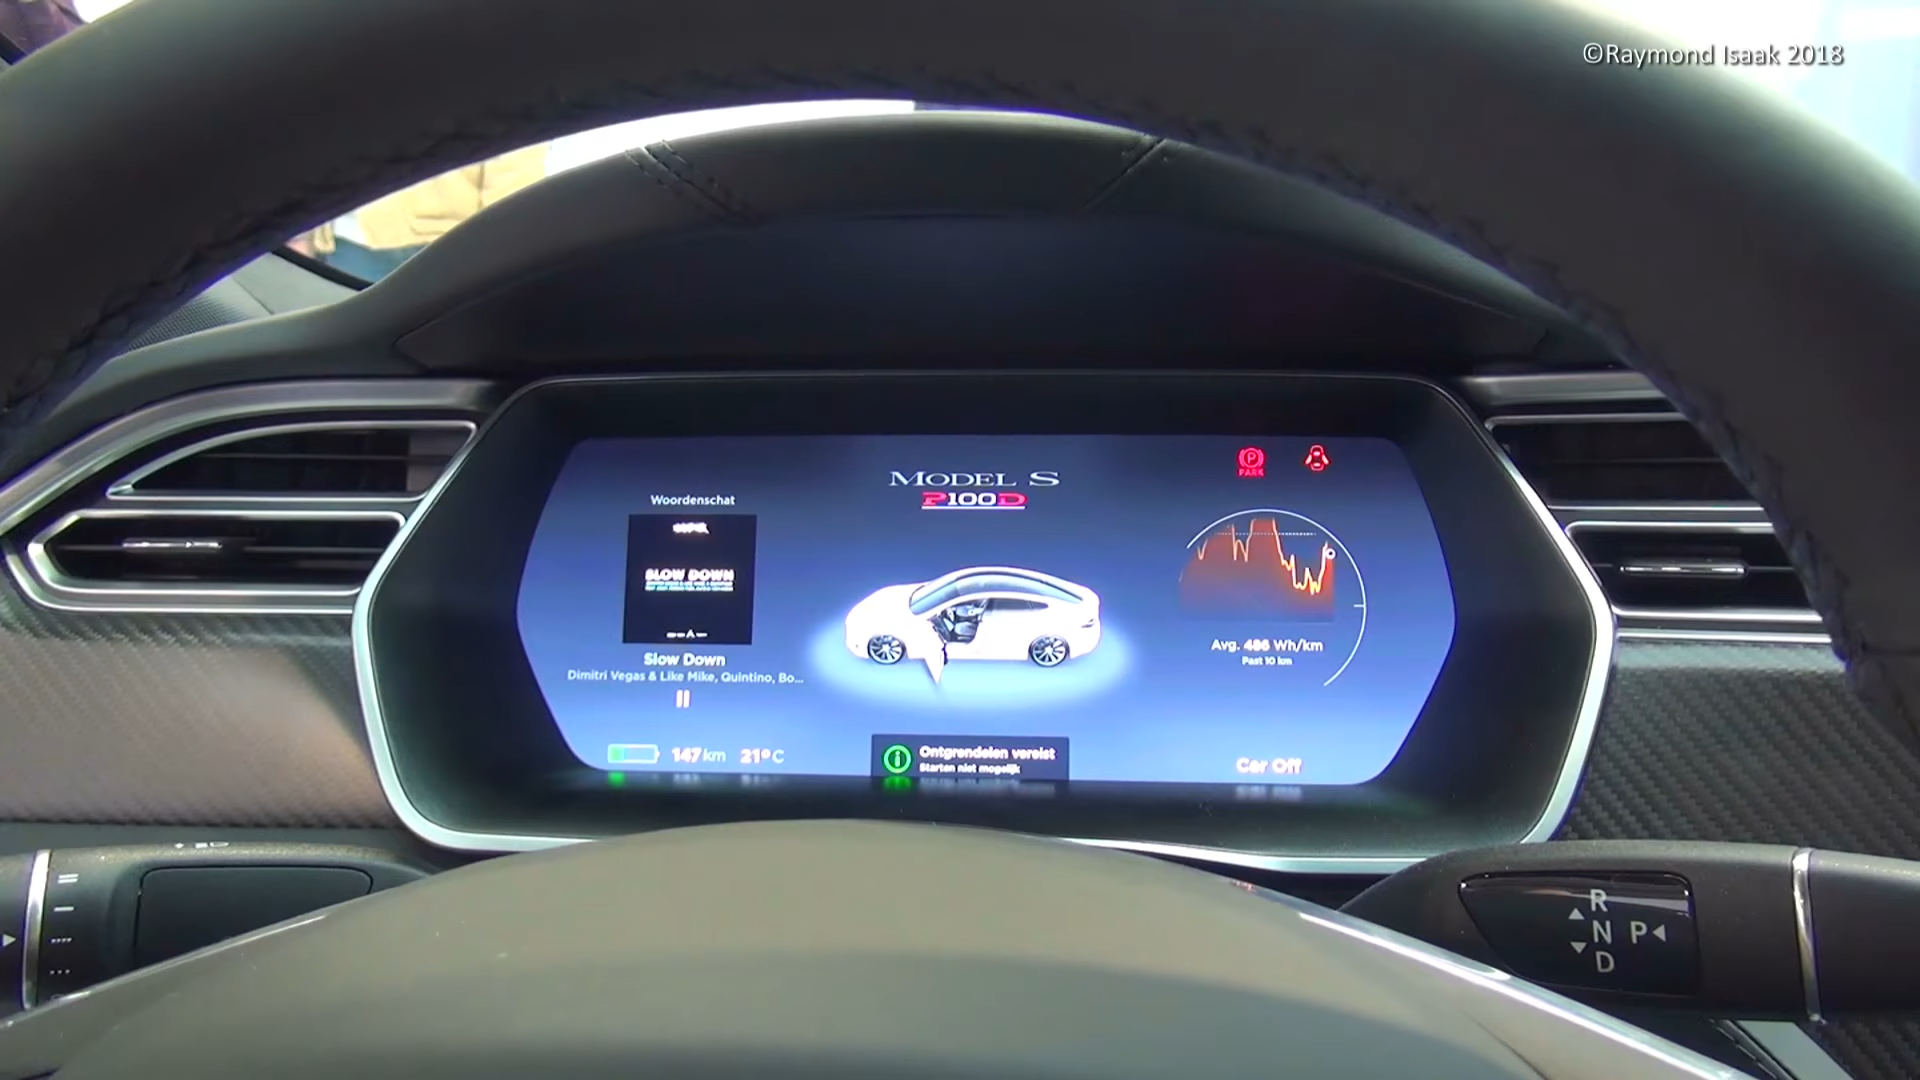 ©Raymond Isaak 2018
MODEL S
P100D
PARK
Woordenschat
SLOW DOWN
Slow Down
Dimitri Vegas & Like Mike, Quintino, Bo...
Avg. 486 Wh/km
Past 10 km
147 km 21°C
Ontgrendelen vereist
Starten niet mogelijk
Car Off
R
N P
D